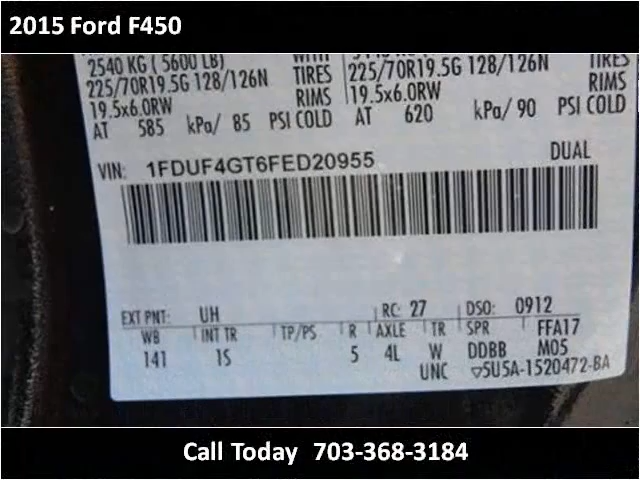 2015 Ford F450
2540 KG ( 5600 LB) WITH
225/70R19.5G 128/126N TIRES 225/70R19.5G 128/126N TIRES
19.5x6.0RW RIMS 19.5x6.0RW RIMS
AT 585 kPa/ 85 PSI COLD AT 620 kPa/ 90 PSI COLD
VIN: 1FDUF4GT6FED20955 DUAL
EXT PNT: UH RC: 27 DSO: 0912
WB INT TR TP/PS R AXLE TR SPR FFA17
141 1S 5 4L W DDBB M05
UNC ▽5U5A-1520472-BA
Call Today 703-368-3184